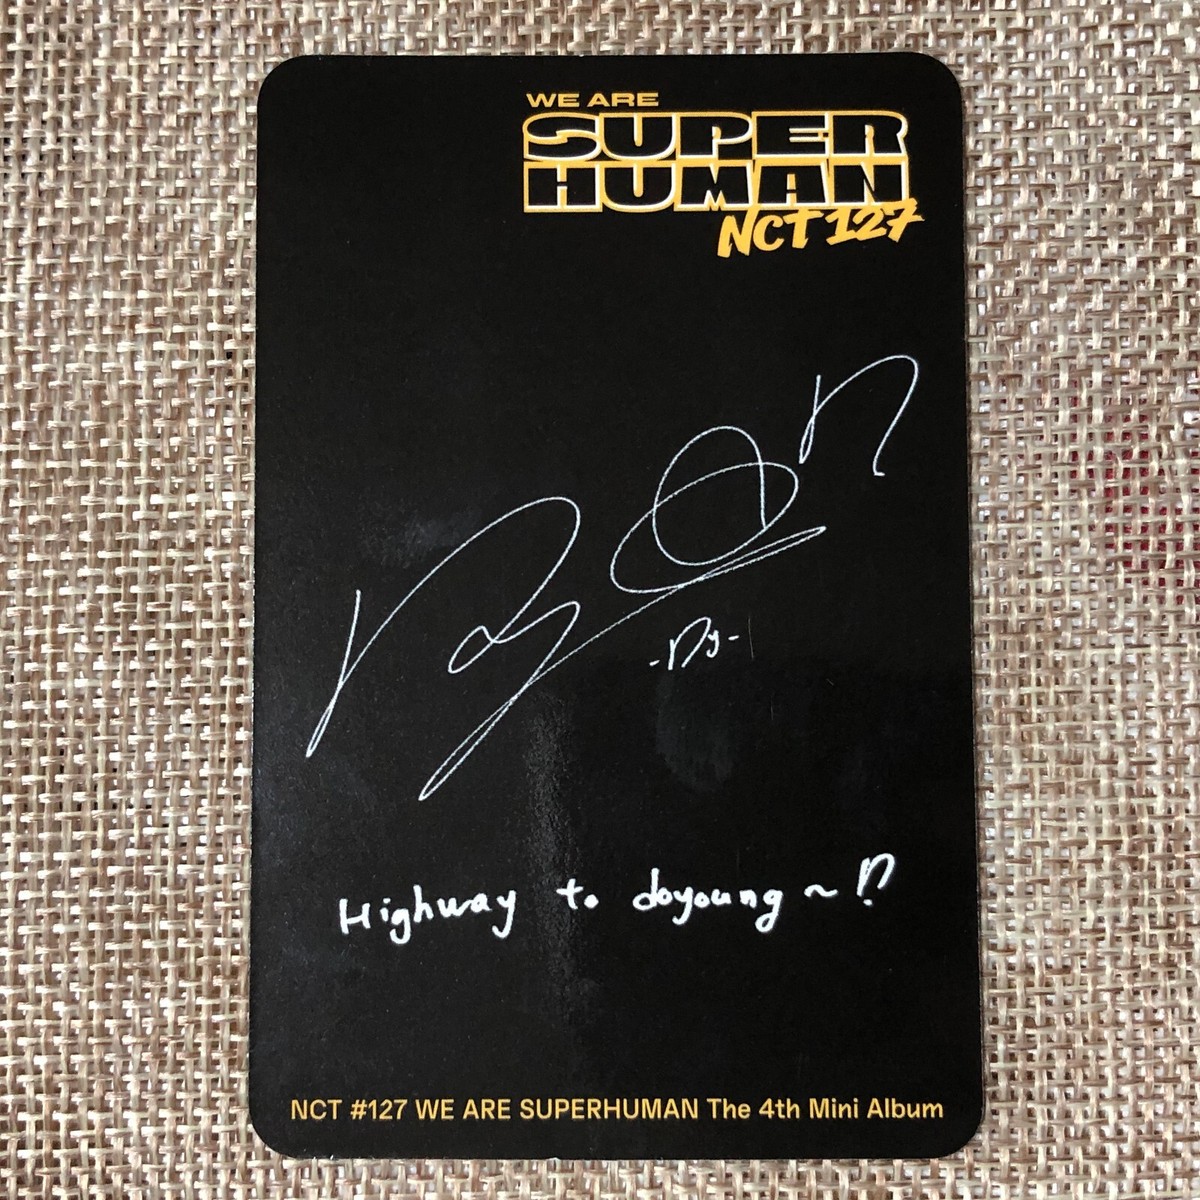 WE ARE
SUPER
HUMAN
NCT 127
-Dy-
Highway to doyoung ~
NCT #127 WE ARE SUPERHUMAN The 4th Mini Album